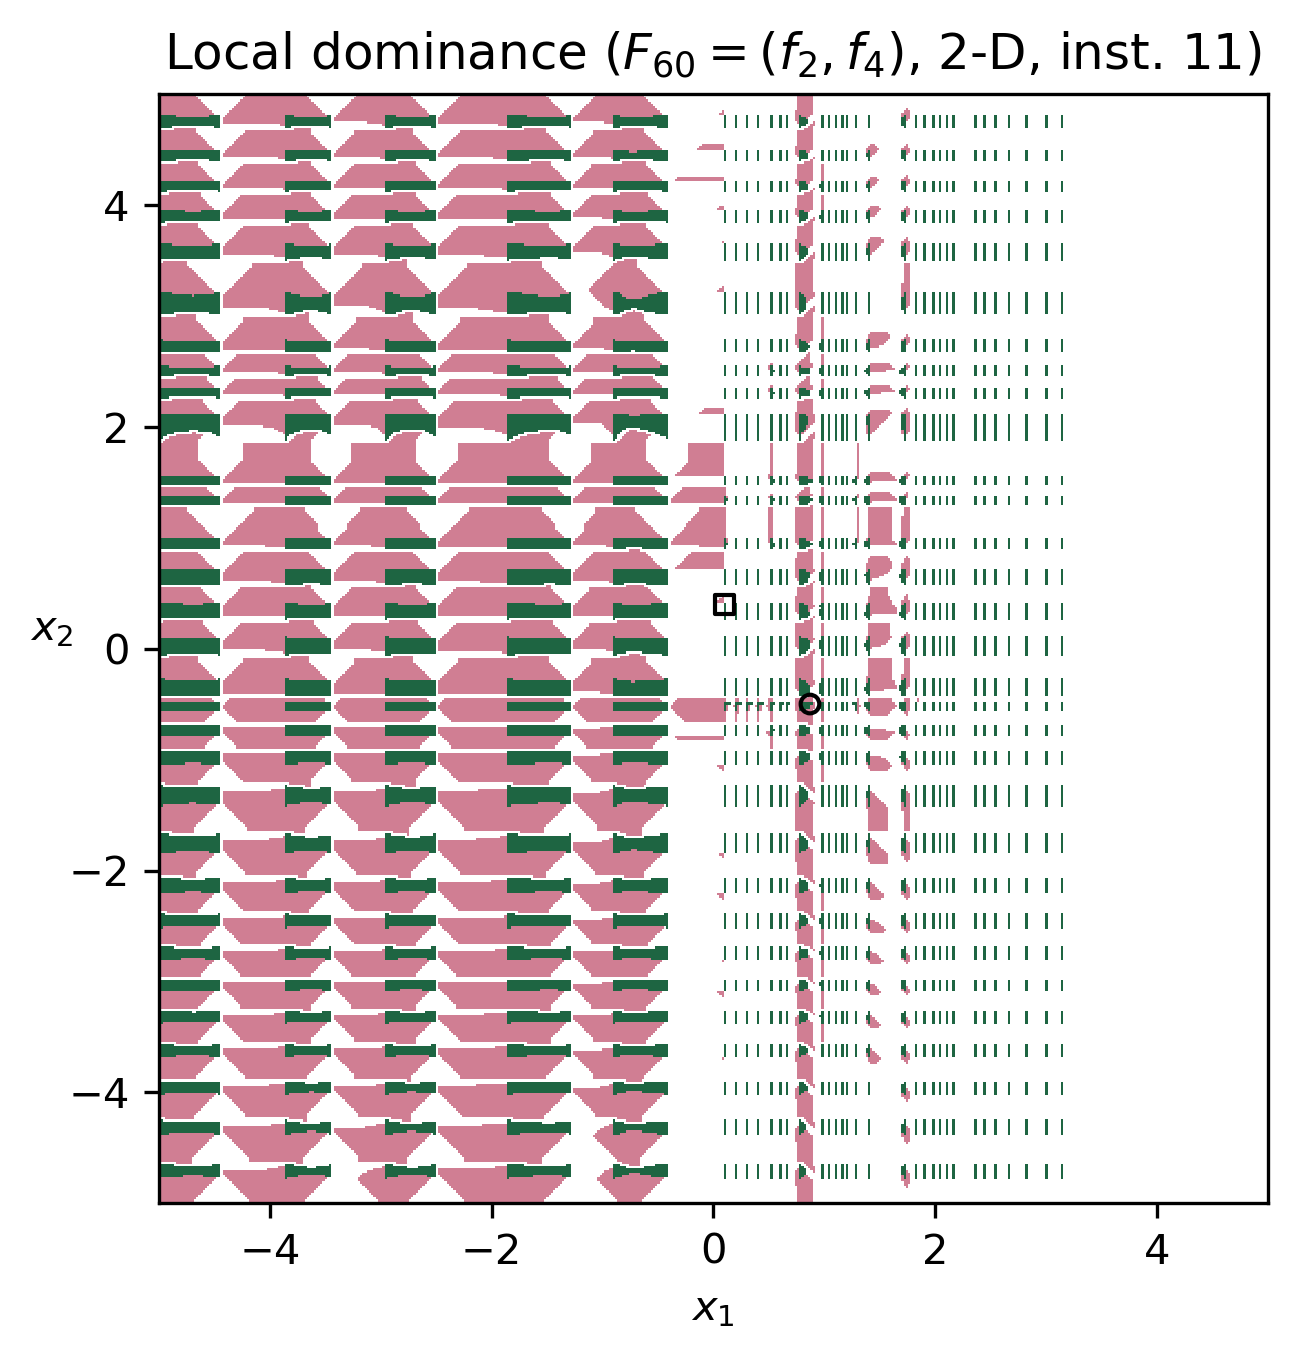 Local dominance (F₆₀ = (f₂, f₄), 2-D, inst. 11)
4
2
x₂
0
−2
−4
−4 −2 0 2 4
x₁